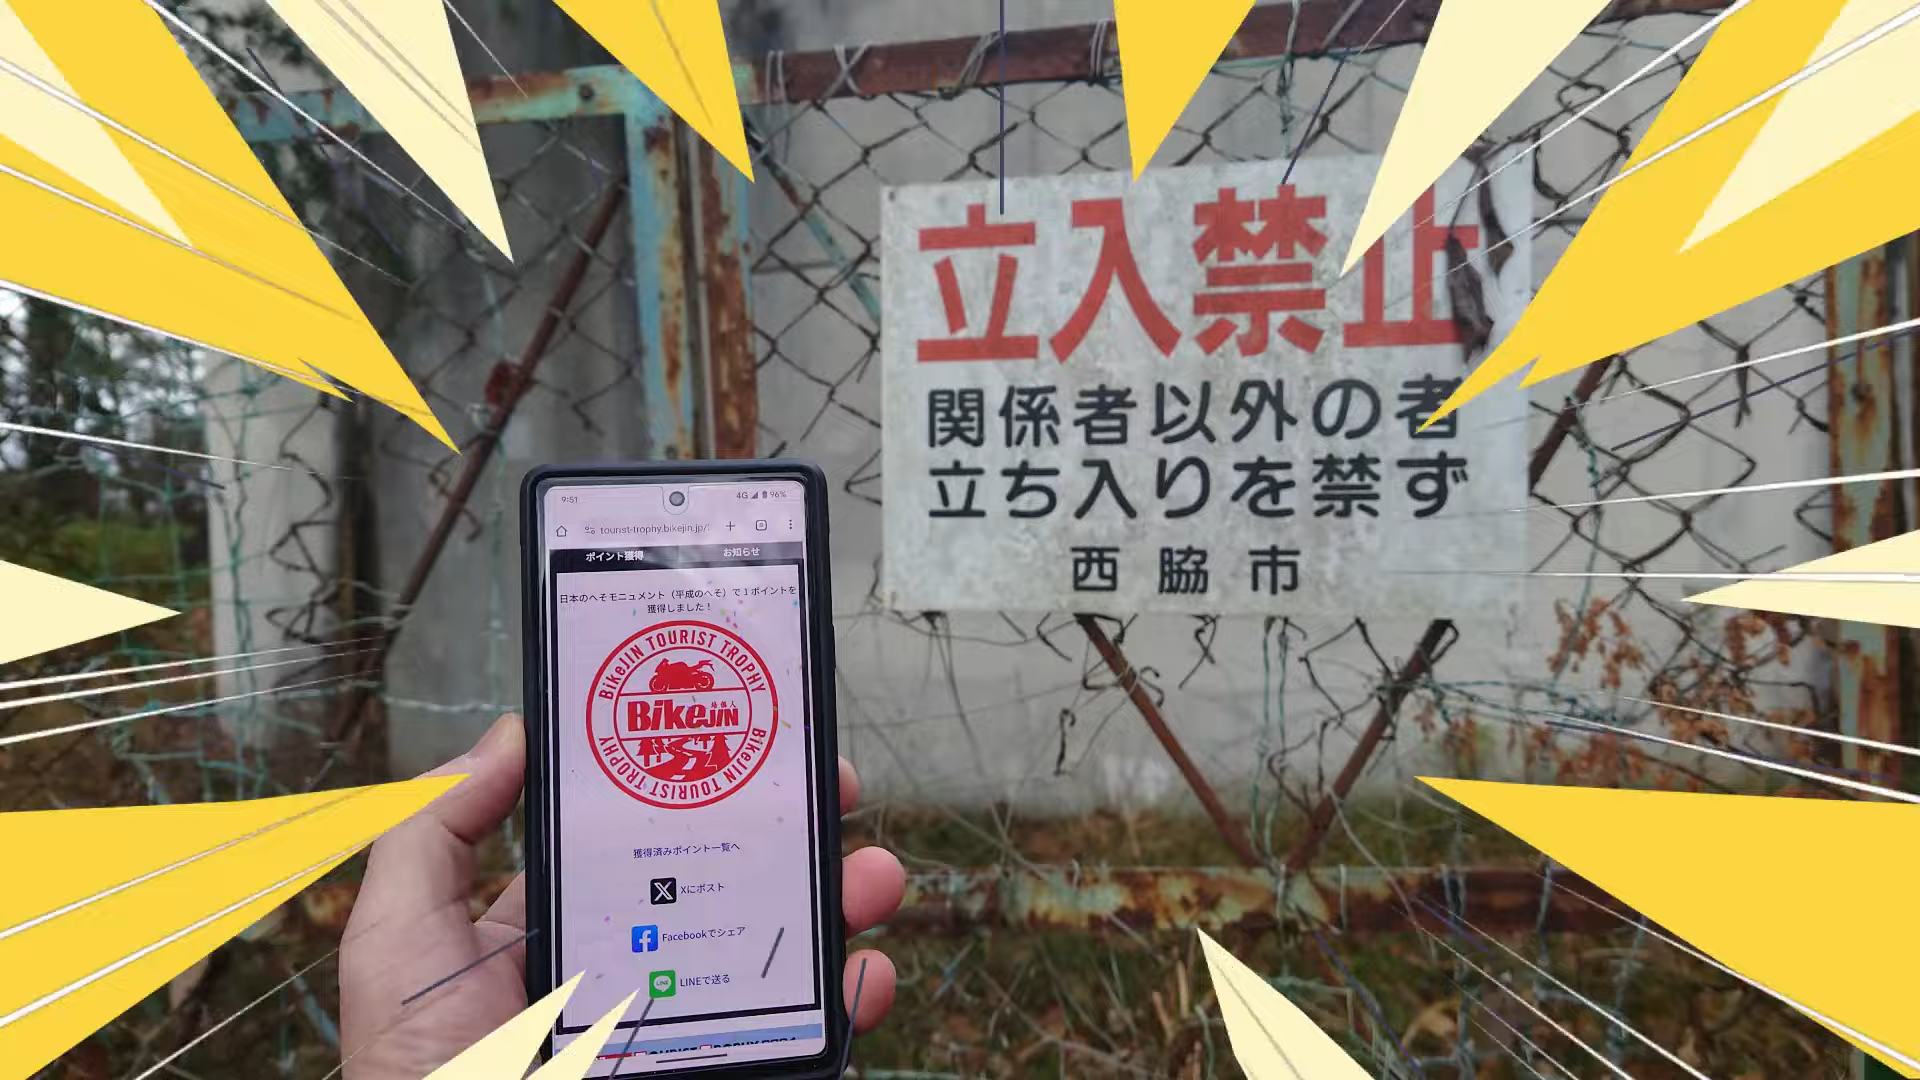 立入禁止
関係者以外の者
立ち入りを禁ず
西脇市
9:51
4G 96%
tourist-trophy.bikejin.jp/
ポイント獲得
お知らせ
日本のへそモニュメント（平成のへそ）で1ポイントを
獲得しました！
BikeJIN TOURIST TROPHY
BikeJIN
培倶人
BikeJIN TOURIST TROPHY
獲得済みポイント一覧へ
Xにポスト
Facebookでシェア
LINEで送る